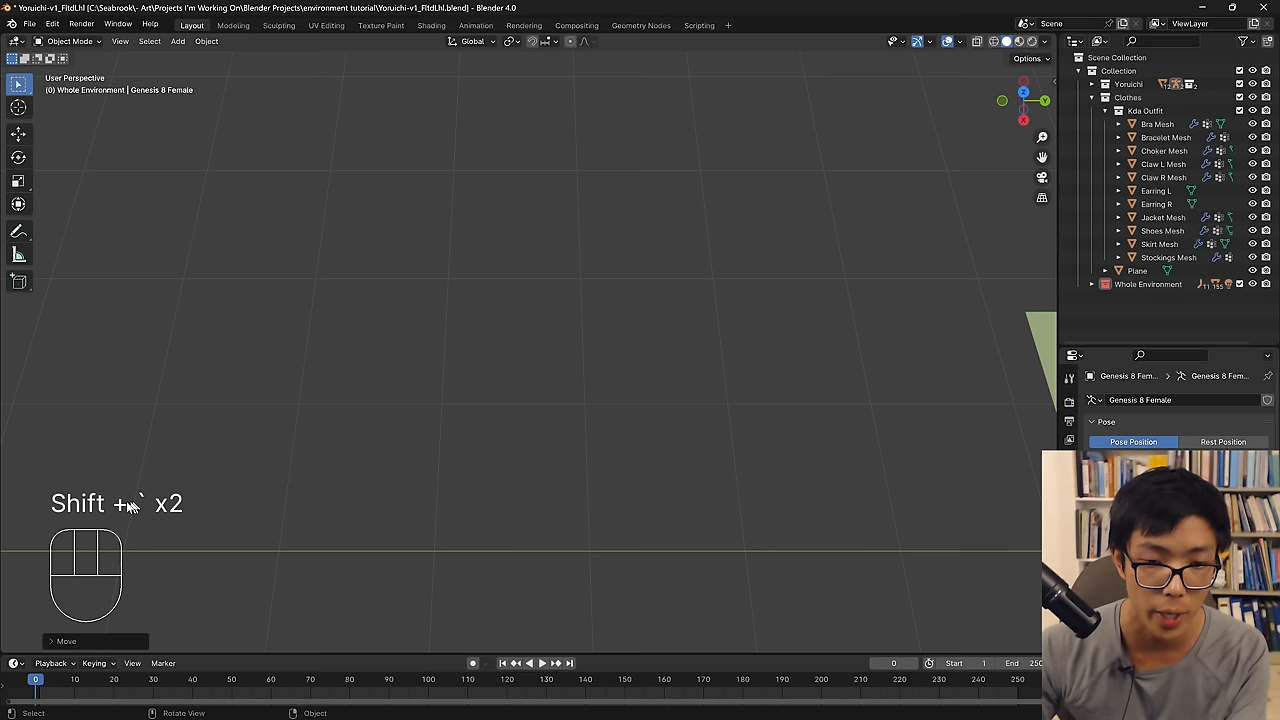 * Yoruichi-v1_FltdLhl [C:\Seabrook\- Art\Projects I'm Working On\Blender Projects\environment tutorial\Yoruichi-v1_FltdLhl.blend] - Blender 4.0
File Edit Render Window Help Layout Modeling Sculpting UV Editing Texture Paint Shading Animation Rendering Compositing Geometry Nodes Scripting + Scene ViewLayer
Object Mode View Select Add Object Global
Options
User Perspective
(0) Whole Environment | Genesis 8 Female
X
Y
Z
Scene Collection
Collection
Yoruichi
Clothes
Kda Outfit
Bra Mesh
Bracelet Mesh
Choker Mesh
Claw L Mesh
Claw R Mesh
Earring L
Earring R
Jacket Mesh
Shoes Mesh
Skirt Mesh
Stockings Mesh
Plane
Whole Environment 11 155
Genesis 8 Fem... > Genesis 8 Fem...
Genesis 8 Female
Pose
Pose Position Rest Position
Shift + ` x2
> Move
Playback Keying View Marker 0 Start 1 End 250
0 10 20 30 40 50 60 70 80 90 100 110 120 130 140 150 160 170 180 190 200 210 220 230 240 250
Select Rotate View Object